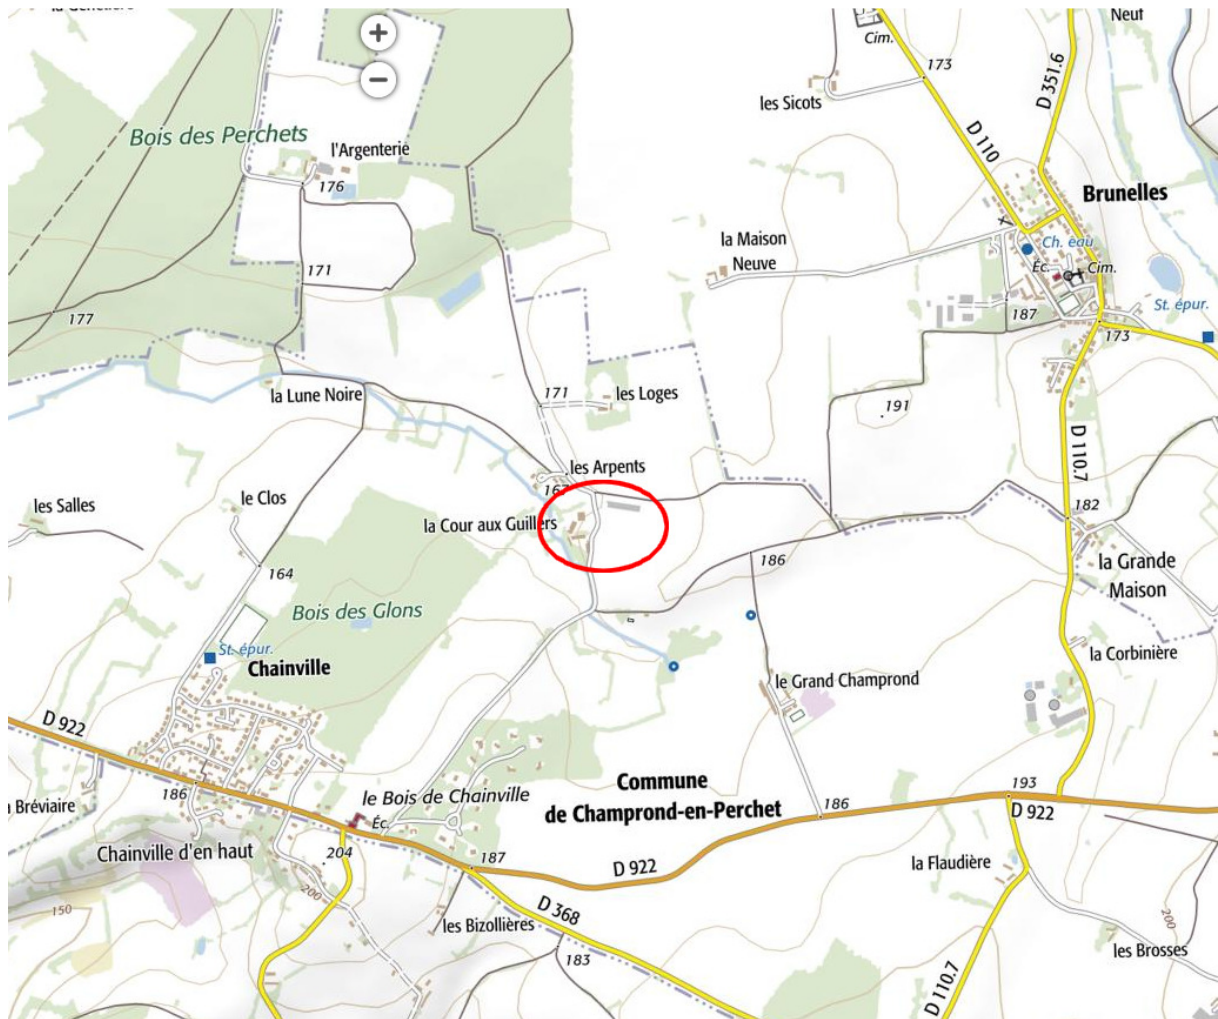 Neuf
Cim.
173
les Sicots
D 351.6
D 110
Bois des Perchets
l'Argenterie
176
Brunelles
la Maison
Neuve
Ch. eau
Éc.
Cim.
171
St. épur.
177
187
173
la Lune Noire
171
les Loges
191
D 110.7
les Arpents
167
les Salles
le Clos
la Cour aux Guillers
182
164
186
la Grande
Maison
Bois des Glons
St. épur.
Chainville
la Corbinière
le Grand Champrond
D 922
186
Bréviaire
le Bois de Chainville
Éc.
Commune
de Champrond-en-Perchet
186
193
D 922
Chainville d'en haut
204
187
D 922
la Flaudière
200
150
D 368
les Bizollières
200
183
les Brosses
D 110.7